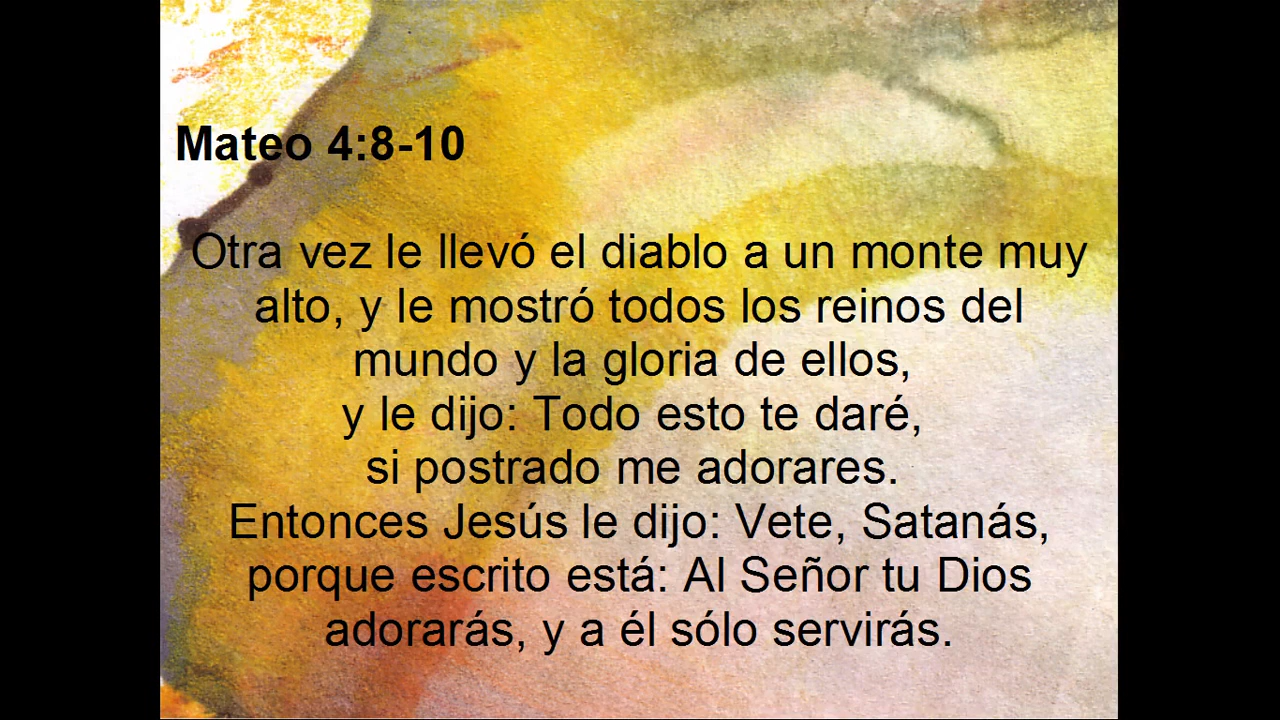 Mateo 4:8-10
Otra vez le llevó el diablo a un monte muy
alto, y le mostró todos los reinos del
mundo y la gloria de ellos,
y le dijo: Todo esto te daré,
si postrado me adorares.
Entonces Jesús le dijo: Vete, Satanás,
porque escrito está: Al Señor tu Dios
adorarás, y a él sólo servirás.